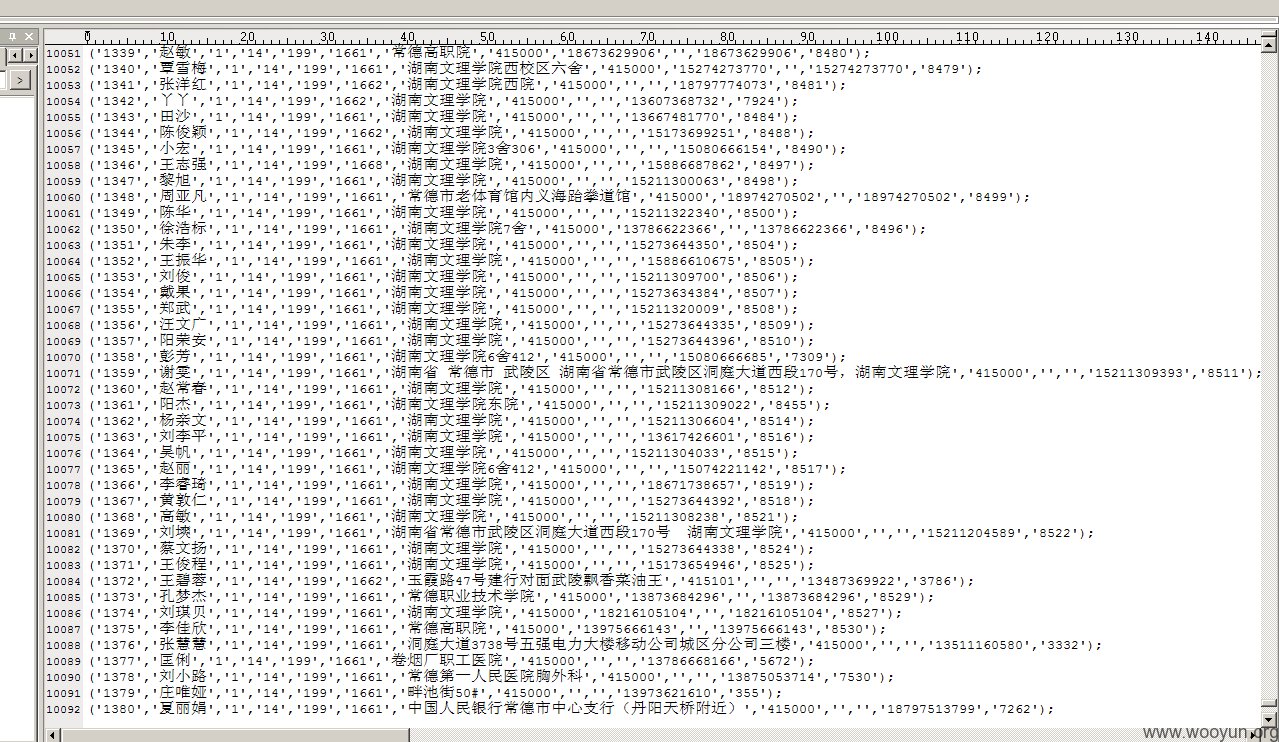 0 10 20 30 40 50 60 70 80 90 100 110 120 130 140
10051 ('1339','赵敏','1','14','199','1661','常德高职院','415000','18673629906','','18673629906','8480');
10052 ('1340','覃雪梅','1','14','199','1661','湖南文理学院西校区六舍','415000','15274273770','','15274273770','8479');
10053 ('1341','张洋红','1','14','199','1662','湖南文理学院西院','415000','','','18797774073','8481');
10054 ('1342','丫丫','1','14','199','1662','湖南文理学院','415000','','','13607368732','7924');
10055 ('1343','田沙','1','14','199','1661','湖南文理学院','415000','','','13667481770','8484');
10056 ('1344','陈俊颖','1','14','199','1662','湖南文理学院','415000','','','15173699251','8488');
10057 ('1345','小宏','1','14','199','1661','湖南文理学院3舍306','415000','','','15080666154','8490');
10058 ('1346','王志强','1','14','199','1668','湖南文理学院','415000','','','15886687862','8497');
10059 ('1347','黎旭','1','14','199','1661','湖南文理学院','415000','','','15211300063','8498');
10060 ('1348','周亚凡','1','14','199','1661','常德市老体育馆内义海跆拳道馆','415000','18974270502','','18974270502','8499');
10061 ('1349','陈华','1','14','199','1661','湖南文理学院','415000','','','15211322340','8500');
10062 ('1350','徐浩标','1','14','199','1661','湖南文理学院7舍','415000','13786622366','','13786622366','8496');
10063 ('1351','朱李','1','14','199','1661','湖南文理学院','415000','','','15273644350','8504');
10064 ('1352','王振华','1','14','199','1661','湖南文理学院','415000','','','15886610675','8505');
10065 ('1353','刘俊','1','14','199','1661','湖南文理学院','415000','','','15211309700','8506');
10066 ('1354','戴果','1','14','199','1661','湖南文理学院','415000','','','15273634384','8507');
10067 ('1355','郑武','1','14','199','1661','湖南文理学院','415000','','','15211320009','8508');
10068 ('1356','汪文广','1','14','199','1661','湖南文理学院','415000','','','15273644335','8509');
10069 ('1357','阳荣安','1','14','199','1661','湖南文理学院','415000','','','15273644396','8510');
10070 ('1358','彭芳','1','14','199','1661','湖南文理学院6舍412','415000','','','15080666685','7309');
10071 ('1359','谢雯','1','14','199','1661','湖南省 常德市 武陵区 湖南省常德市武陵区洞庭大道西段170号，湖南文理学院','415000','','','15211309393','8511');
10072 ('1360','赵常春','1','14','199','1661','湖南文理学院','415000','','','15211308166','8512');
10073 ('1361','阳杰','1','14','199','1661','湖南文理学院东院','415000','','','15211309022','8455');
10074 ('1362','杨亲文','1','14','199','1661','湖南文理学院','415000','','','15211306604','8514');
10075 ('1363','刘李平','1','14','199','1661','湖南文理学院','415000','','','13617426601','8516');
10076 ('1364','吴帆','1','14','199','1661','湖南文理学院','415000','','','15211304033','8515');
10077 ('1365','赵丽','1','14','199','1661','湖南文理学院6舍412','415000','','','15074221142','8517');
10078 ('1366','李睿琦','1','14','199','1661','湖南文理学院','415000','','','18671738657','8519');
10079 ('1367','黄敦仁','1','14','199','1661','湖南文理学院','415000','','','15273644392','8518');
10080 ('1368','高敏','1','14','199','1661','湖南文理学院','415000','','','15211308238','8521');
10081 ('1369','刘','1','14','199','1661','湖南省常德市武陵区洞庭大道西段170号  湖南文理学院','415000','','','15211204589','8522');
10082 ('1370','蔡文扬','1','14','199','1661','湖南文理学院','415000','','','15273644338','8524');
10083 ('1371','王俊程','1','14','199','1661','湖南文理学院','415000','','','15173654946','8525');
10084 ('1372','王碧蓉','1','14','199','1662','玉霞路47号建行对面武陵飘香菜油王','415101','','','13487369922','3786');
10085 ('1373','孔梦杰','1','14','199','1661','常德职业技术学院','415000','13873684296','','13873684296','8529');
10086 ('1374','刘琪贝','1','14','199','1661','湖南文理学院','415000','18216105104','','18216105104','8527');
10087 ('1375','李佳欣','1','14','199','1661','常德高职院','415000','13975666143','','13975666143','8530');
10088 ('1376','张慧慧','1','14','199','1661','洞庭大道3738号五强电力大楼移动公司城区分公司三楼','415000','','','13511160580','3332');
10089 ('1377','匡俐','1','14','199','1661','卷烟厂职工医院','415000','','','13786668166','5672');
10090 ('1378','刘小路','1','14','199','1661','常德第一人民医院胸外科','415000','','','13875053714','7530');
10091 ('1379','庄唯娅','1','14','199','1661','畔池街50#','415000','','','13973621610','355');
10092 ('1380','夏丽娟','1','14','199','1661','中国人民银行常德市中心支行（丹阳天桥附近）','415000','','','18797513799','7262');
www.wooyun.org